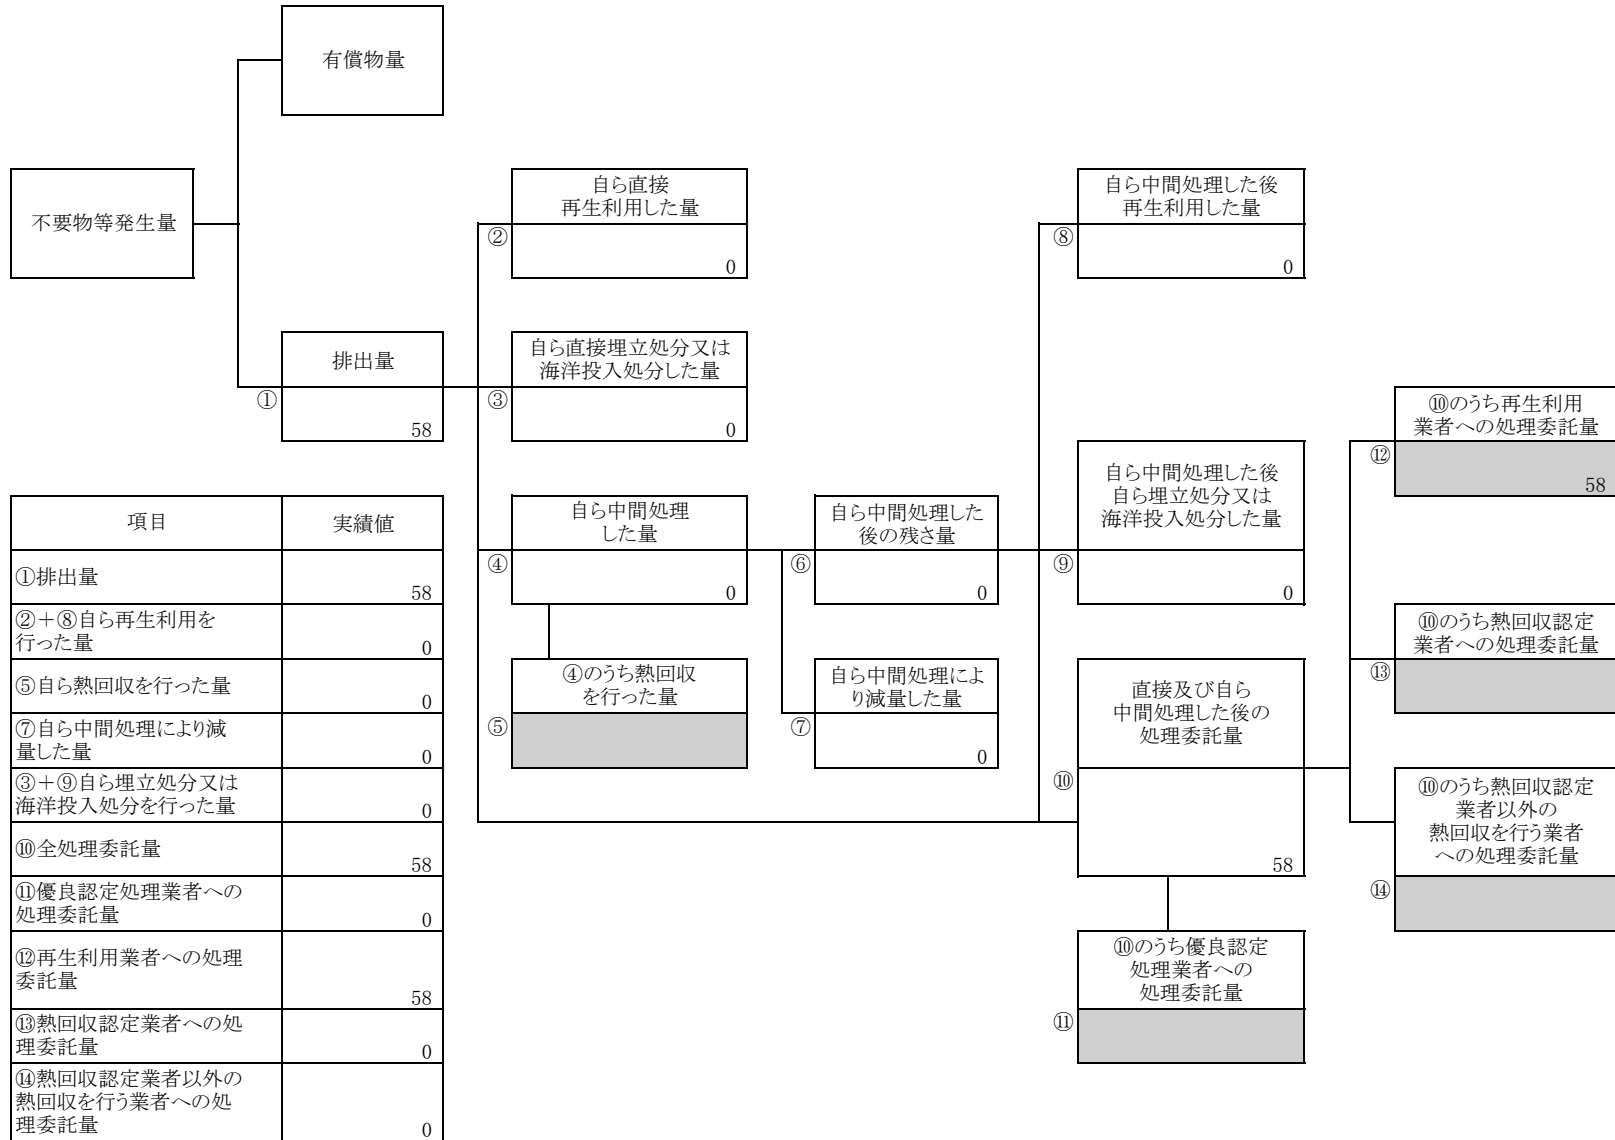 有償物量
不要物等発生量
自ら直接
再生利用した量
②
0
自ら中間処理した後
再生利用した量
⑧
0
排出量
①
58
自ら直接埋立処分又は
海洋投入処分した量
③
0
⑩のうち再生利用
業者への処理委託量
⑫
58
自ら中間処理
した量
④
0
自ら中間処理した
後の残さ量
⑥
0
自ら中間処理した後
自ら埋立処分又は
海洋投入処分した量
⑨
0
⑩のうち熱回収認定
業者への処理委託量
⑬
④のうち熱回収
を行った量
⑤
自ら中間処理によ
り減量した量
⑦
0
直接及び自ら
中間処理した後の
処理委託量
⑩
58
⑩のうち熱回収認定
業者以外の
熱回収を行う業者
への処理委託量
⑭
⑩のうち優良認定
処理業者への
処理委託量
⑪
項目 実績値
①排出量 58
②+⑧自ら再生利用を
行った量 0
⑤自ら熱回収を行った量 0
⑦自ら中間処理により減
量した量 0
③+⑨自ら埋立処分又は
海洋投入処分を行った量 0
⑩全処理委託量 58
⑪優良認定処理業者への
処理委託量 0
⑫再生利用業者への処理
委託量 58
⑬熱回収認定業者への処
理委託量 0
⑭熱回収認定業者以外の
熱回収を行う業者への処
理委託量 0